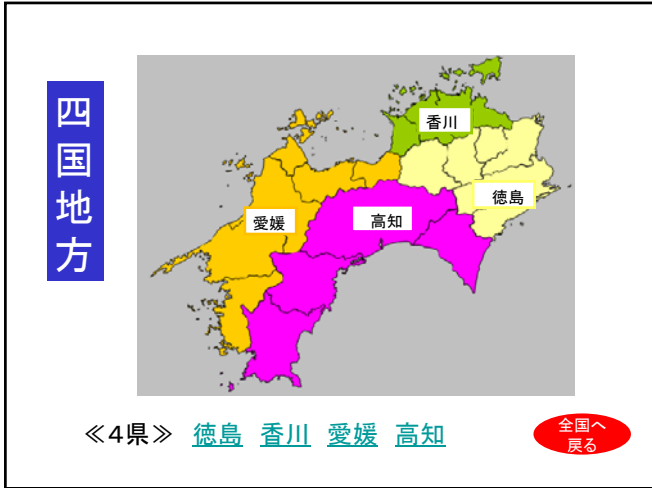 四国地方
香川
徳島
愛媛
高知
≪4県≫ 徳島 香川 愛媛 高知
全国へ
戻る